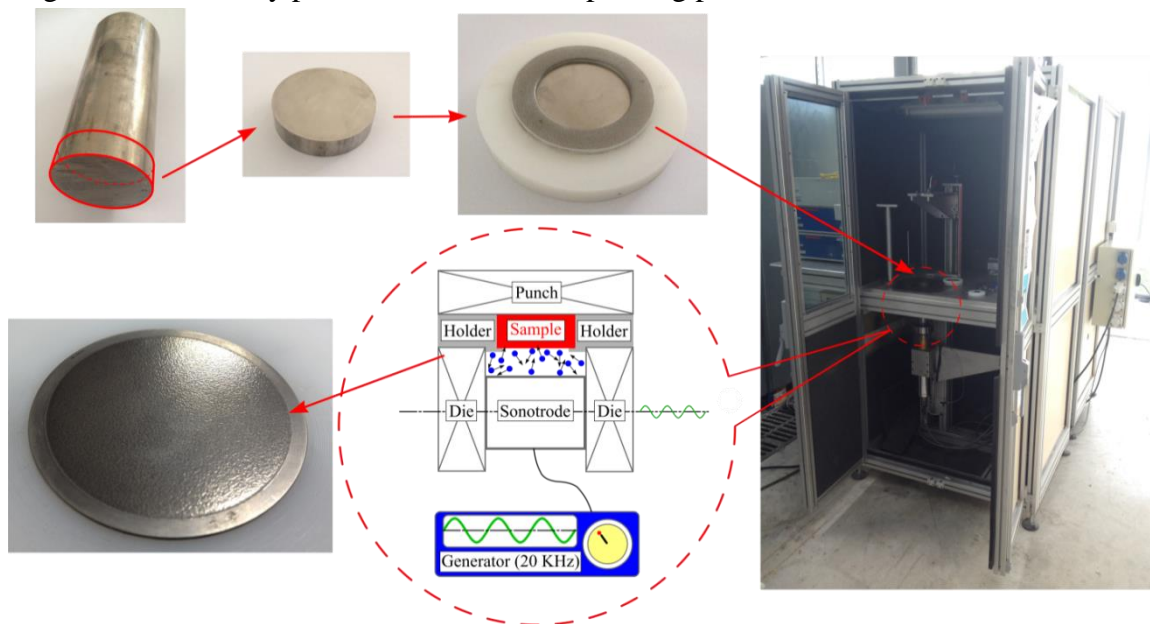 Punch
Holder Sample Holder
Die Sonotrode Die
Generator (20 KHz)